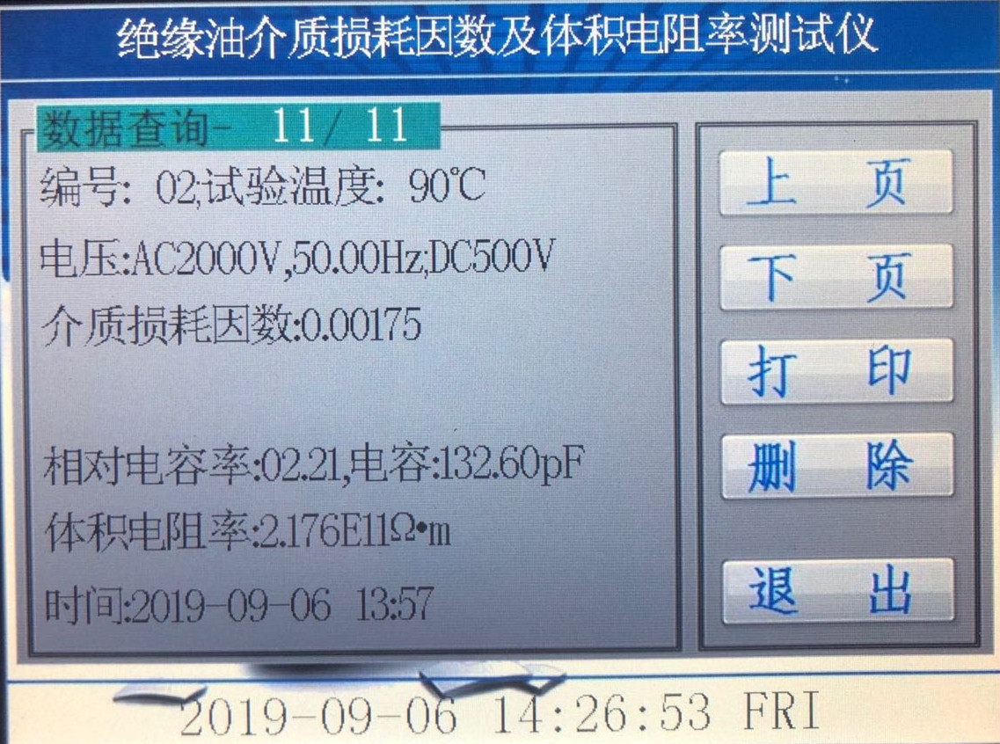 绝缘油介质损耗因数及体积电阻率测试仪
数据查询- 11/ 11
编号: 02;试验温度: 90℃
电压:AC2000V,50.00Hz;DC500V
介质损耗因数:0.00175
相对电容率:02.21,电容:132.60pF
体积电阻率:2.176E11Ω•m
时间:2019-09-06 13:57
上 页
下 页
打 印
删 除
退 出
2019-09-06 14:26:53 FRI